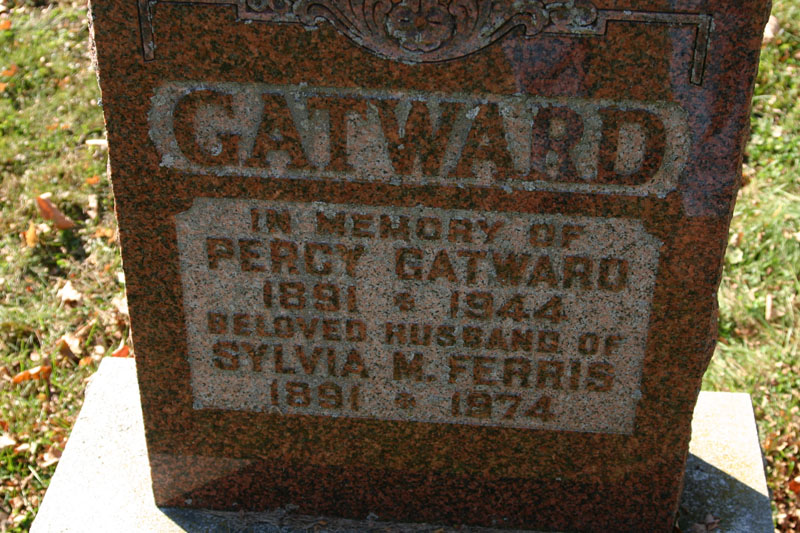 GATWARD
IN MEMORY OF
PERCY GATWARD
1891 * 1944
BELOVED HUSBAND OF
SYLVIA M. FERRIS
1891 * 1974